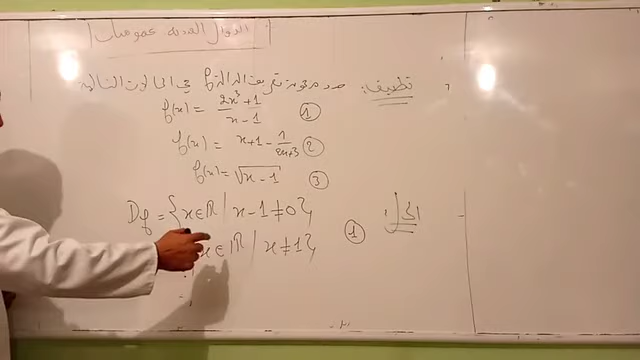 الدوال العددية عموميات
تطبيق: حدد مجموعة تعريف الدالة f في الحالات التالية
f(x) = (2x³+1)/(x-1) ①
f(x) = x+1 - 1/(2x+3) ②
f(x) = √(x-1) ③
الحل:
① Df = {x∈ℝ / x-1≠0}
x∈ℝ / x≠1}